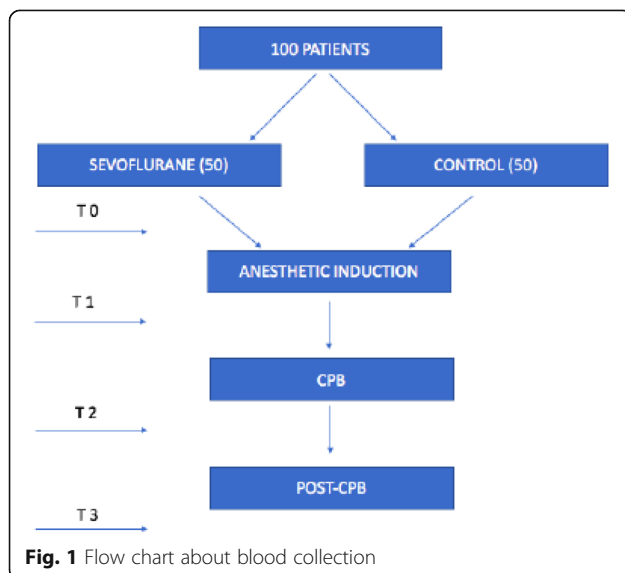 100 PATIENTS
SEVOFLURANE (50)
CONTROL (50)
T 0
ANESTHETIC INDUCTION
T 1
CPB
T 2
POST-CPB
T 3
Fig. 1 Flow chart about blood collection